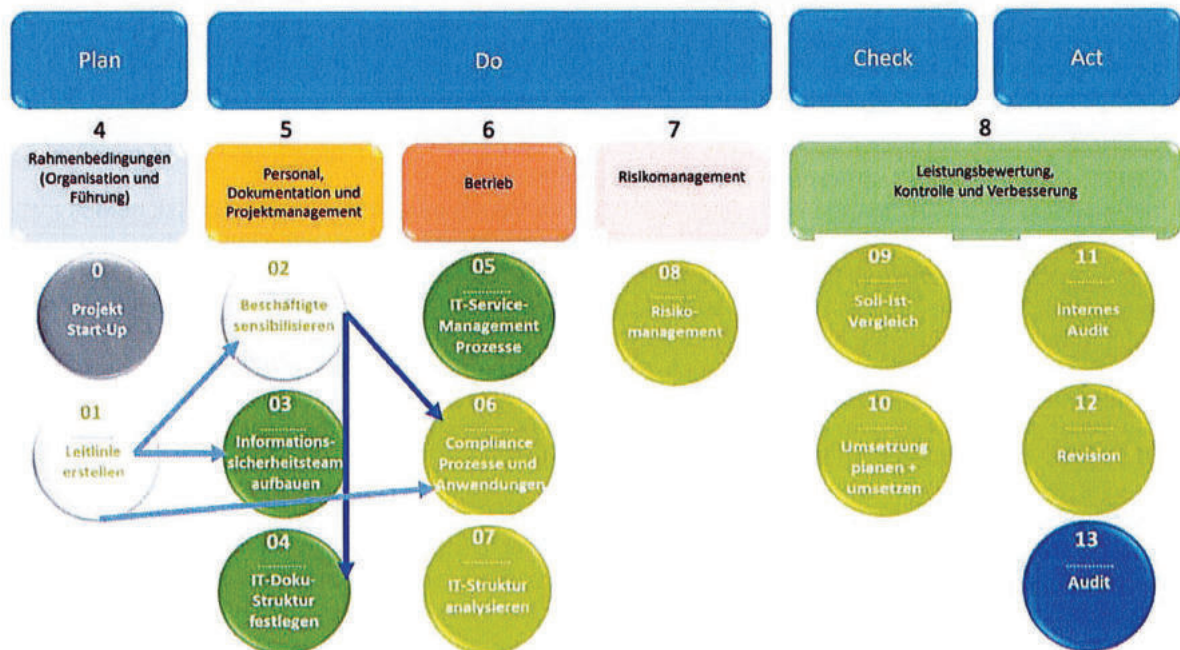 Plan
Do
Check
Act
4
5
6
7
8
Rahmenbedingungen
(Organisation und
Führung)
Personal,
Dokumentation und
Projektmanagement
Betrieb
Risikomanagement
Leistungsbewertung,
Kontrolle und Verbesserung
0
Projekt
Start-Up
01
Leitlinie
erstellen
02
Beschäftigte
sensibilisieren
03
Informations-
sicherheitsteam
aufbauen
04
IT-Doku-
Struktur
festlegen
05
IT-Service-
Management
Prozesse
06
Compliance
Prozesse und
Anwendungen
07
IT-Struktur
analysieren
08
Risiko-
management
09
Soll-Ist-
Vergleich
10
Umsetzung
planen +
umsetzen
11
Internes
Audit
12
Revision
13
Audit